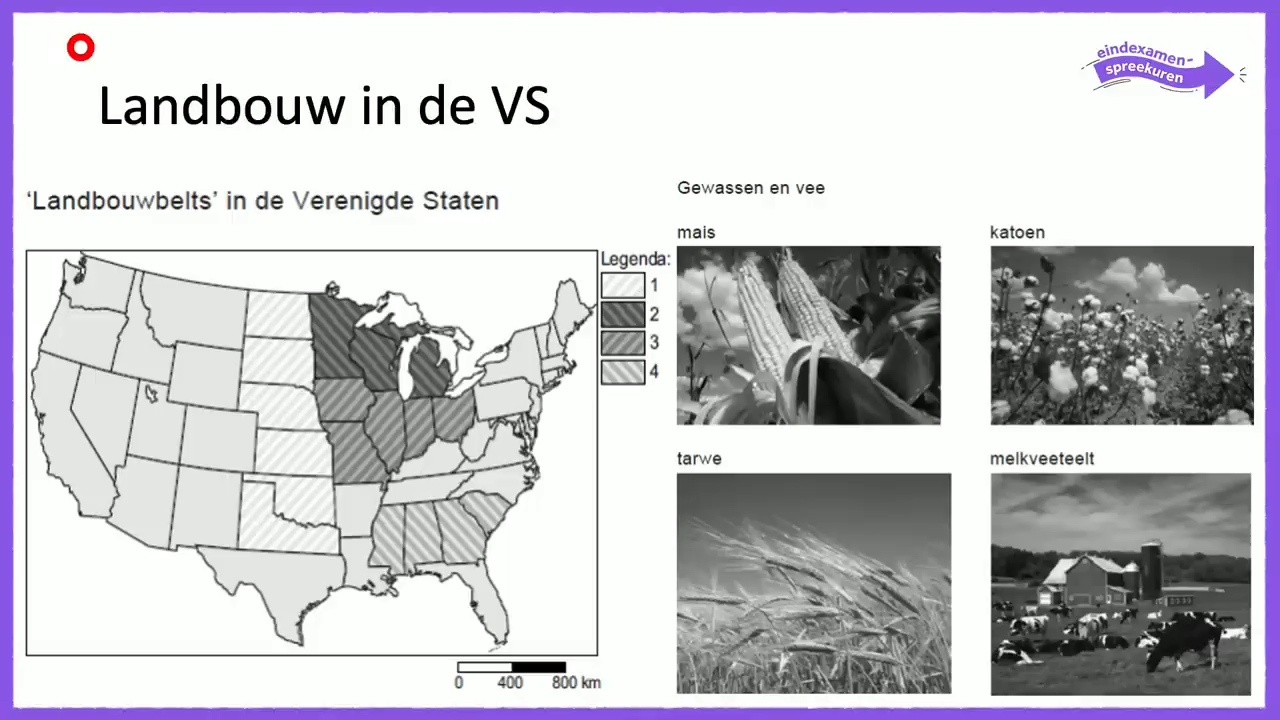 eindexamen-
spreekuren
Landbouw in de VS
'Landbouwbelts' in de Verenigde Staten
Legenda:
1
2
3
4
0 400 800 km
Gewassen en vee
mais
katoen
tarwe
melkveeteelt